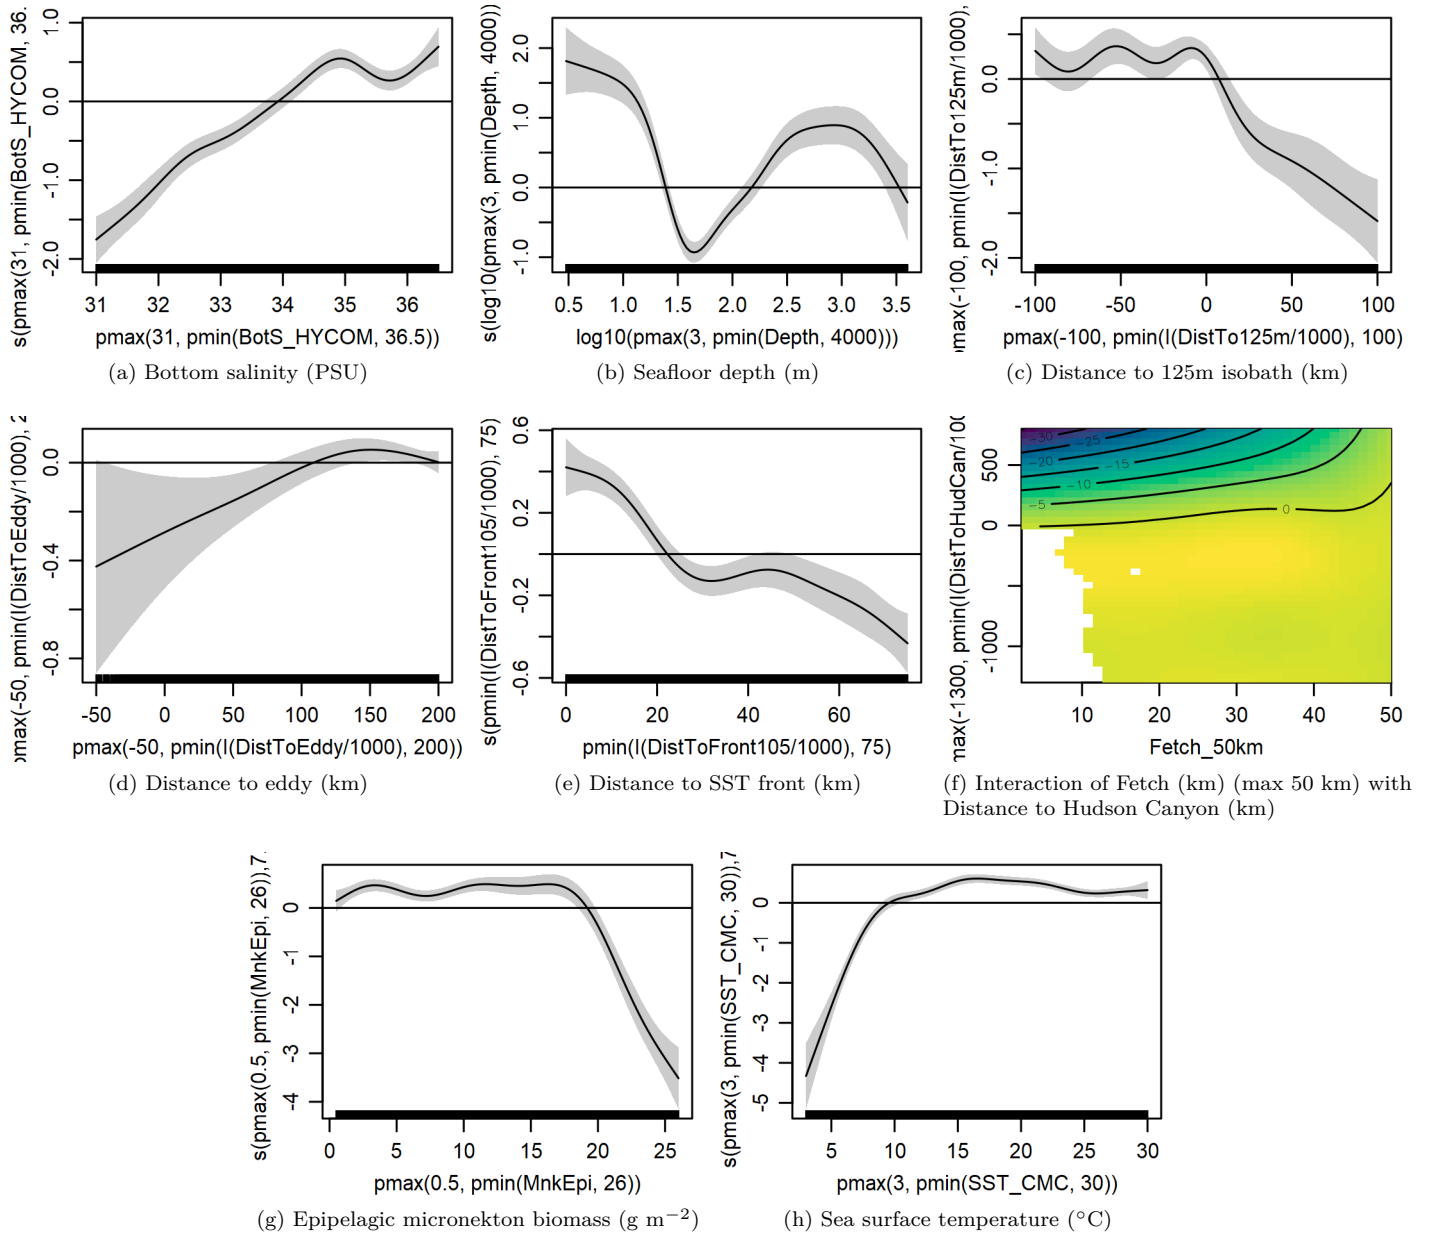 s(pmax(31, pmin(BotS_HYCOM, 36.
1.0
0.0
-1.0
-2.0
31 32 33 34 35 36
pmax(31, pmin(BotS_HYCOM, 36.5))
(a) Bottom salinity (PSU)
s(log10(pmax(3, pmin(Depth, 4000))
2.0
1.0
0.0
-1.0
0.5 1.0 1.5 2.0 2.5 3.0 3.5
log10(pmax(3, pmin(Depth, 4000)))
(b) Seafloor depth (m)
pmax(-100, pmin(I(DistTo125m/1000),
0.0
-1.0
-2.0
-100 -50 0 50 100
pmax(-100, pmin(I(DistTo125m/1000), 100)
(c) Distance to 125m isobath (km)
pmax(-50, pmin(I(DistToEddy/1000), 2
0.0
-0.4
-0.8
-50 0 50 100 150 200
pmax(-50, pmin(I(DistToEddy/1000), 200))
(d) Distance to eddy (km)
s(pmin(I(DistToFront105/1000), 75)
0.6
0.2
-0.2
-0.6
0 20 40 60
pmin(I(DistToFront105/1000), 75)
(e) Distance to SST front (km)
max(-1300, pmin(I(DistToHudCan/100
500
0
-1000
-30
-25
-20
-15
-10
-5
0
10 20 30 40 50
Fetch_50km
(f) Interaction of Fetch (km) (max 50 km) with
Distance to Hudson Canyon (km)
s(pmax(0.5, pmin(MnkEpi, 26)),7.
0
-1
-2
-3
-4
0 5 10 15 20 25
pmax(0.5, pmin(MnkEpi, 26))
(g) Epipelagic micronekton biomass (g m−2)
s(pmax(3, pmin(SST_CMC, 30)),7
0
-1
-2
-3
-4
-5
5 10 15 20 25 30
pmax(3, pmin(SST_CMC, 30))
(h) Sea surface temperature (°C)